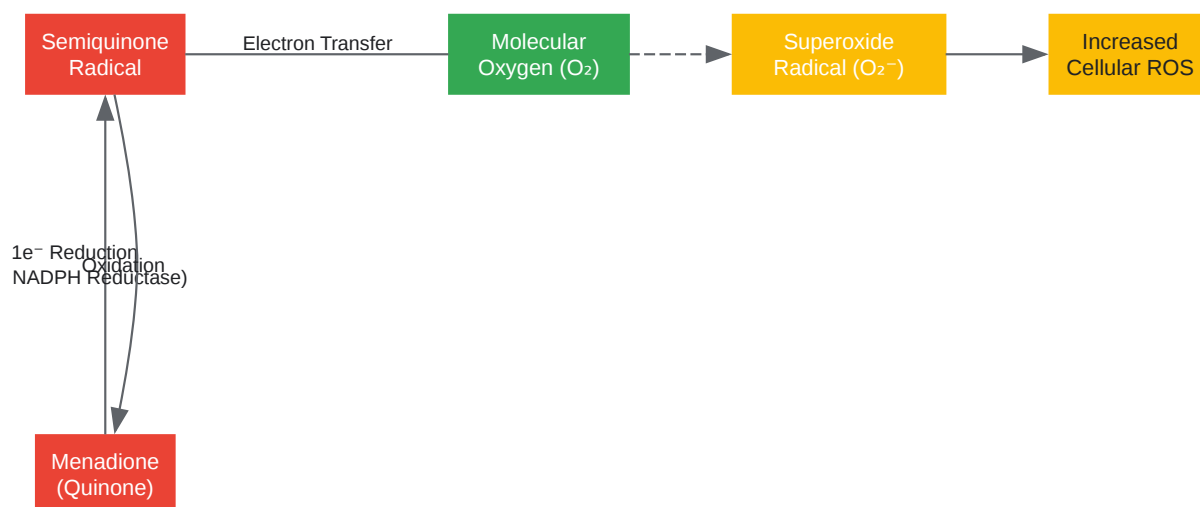 Semiquinone
Radical
Electron Transfer
Molecular
Oxygen (O₂)
Superoxide
Radical (O₂⁻)
Increased
Cellular ROS
1e⁻ Reduction
NADPH Reductase)
Oxidation
Menadione
(Quinone)